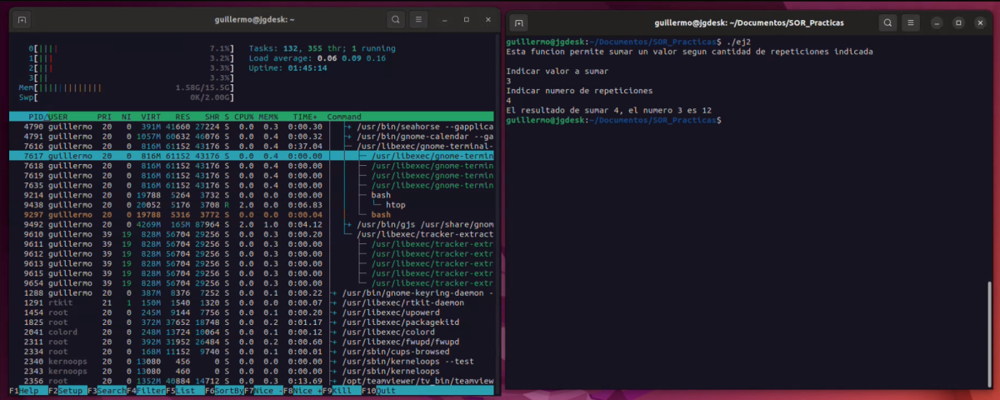 guillermo@jgdesk: ~
0[||| | 7.1%] Tasks: 132, 355 thr; 1 running
1[||| 3.2%] Load average: 0.06 0.09 0.16
2[||| 3.3%] Uptime: 01:45:14
3[|| 3.3%]
Mem[||||||||||||||| 1.58G/15.5G]
Swp[ 0K/2.00G]
PID△USER PRI NI VIRT RES SHR S CPU% MEM% TIME+ Command
4790 guillermo 20 0 391M 41660 27224 S 0.0 0.3 0:00.30 │ ├+ /usr/bin/seahorse --gapplica
4791 guillermo 20 0 1057M 60632 46076 S 0.0 0.4 0:00.32 │ ├+ /usr/bin/gnome-calendar --ga
7616 guillermo 20 0 816M 61152 43176 S 0.0 0.4 0:37.04 │ ├─ /usr/libexec/gnome-terminal-
7617 guillermo 20 0 816M 61152 43176 S 0.0 0.4 0:00.00 │ │ ├─ /usr/libexec/gnome-termin
7618 guillermo 20 0 816M 61152 43176 S 0.0 0.4 0:00.00 │ │ ├─ /usr/libexec/gnome-termin
7619 guillermo 20 0 816M 61152 43176 S 0.0 0.4 0:00.00 │ │ ├─ /usr/libexec/gnome-termin
7635 guillermo 20 0 816M 61152 43176 S 0.0 0.4 0:00.00 │ │ ├─ /usr/libexec/gnome-termin
9214 guillermo 20 0 19788 5264 3732 S 0.0 0.0 0:00.00 │ │ ├─ bash
9438 guillermo 20 0 20052 5176 3708 R 2.0 0.0 0:06.83 │ │ │ └─ htop
9297 guillermo 20 0 19788 5316 3772 S 0.0 0.0 0:00.04 │ │ └─ bash
9492 guillermo 20 0 4269M 165M 87964 S 2.0 1.0 0:04.12 │ ├+ /usr/bin/gjs /usr/share/gnom
9610 guillermo 39 19 828M 56704 29256 S 0.0 0.3 0:00.20 │ └─ /usr/libexec/tracker-extract
9611 guillermo 39 19 828M 56704 29256 S 0.0 0.3 0:00.00 │ ├─ /usr/libexec/tracker-extr
9612 guillermo 39 19 828M 56704 29256 S 0.0 0.3 0:00.00 │ ├─ /usr/libexec/tracker-extr
9613 guillermo 39 19 828M 56704 29256 S 0.0 0.3 0:00.00 │ ├─ /usr/libexec/tracker-extr
9615 guillermo 39 19 828M 56704 29256 S 0.0 0.3 0:00.00 │ ├─ /usr/libexec/tracker-extr
9654 guillermo 39 19 828M 56704 29256 S 0.0 0.3 0:00.00 │ └─ /usr/libexec/tracker-extr
1288 guillermo 20 0 387M 8376 7252 S 0.0 0.1 0:00.22 ├+ /usr/bin/gnome-keyring-daemon -
1291 rtkit 21 1 150M 1540 1320 S 0.0 0.0 0:00.07 ├+ /usr/libexec/rtkit-daemon
1454 root 20 0 245M 9144 7756 S 0.0 0.1 0:00.20 ├+ /usr/libexec/upowerd
1825 root 20 0 372M 37652 18748 S 0.0 0.2 0:01.17 ├+ /usr/libexec/packagekitd
2041 colord 20 0 248M 13724 10064 S 0.0 0.1 0:00.12 ├+ /usr/libexec/colord
2311 root 20 0 392M 31952 26484 S 0.0 0.2 0:00.60 ├+ /usr/libexec/fwupd/fwupd
2334 root 20 0 168M 11152 9740 S 0.0 0.1 0:00.01 ├+ /usr/sbin/cups-browsed
2340 kernoops 20 0 13080 456 0 S 0.0 0.0 0:00.00 ├─ /usr/sbin/kerneloops --test
2343 kernoops 20 0 13080 460 0 S 0.0 0.0 0:00.00 ├─ /usr/sbin/kerneloops
2356 root 20 0 1352M 40884 14712 S 0.0 0.3 0:13.69 ├+ /opt/teamviewer/tv_bin/teamview
F1Help F2Setup F3SearchF4FilterF5List F6SortByF7Nice -F8Nice +F9Kill F10Quit
guillermo@jgdesk: ~/Documentos/SOR_Practicas
guillermo@jgdesk:~/Documentos/SOR_Practicas$ ./ej2
Esta funcion permite sumar un valor segun cantidad de repeticiones indicada
Indicar valor a sumar
3
Indicar numero de repeticiones
4
El resultado de sumar 4, el numero 3 es 12
guillermo@jgdesk:~/Documentos/SOR_Practicas$